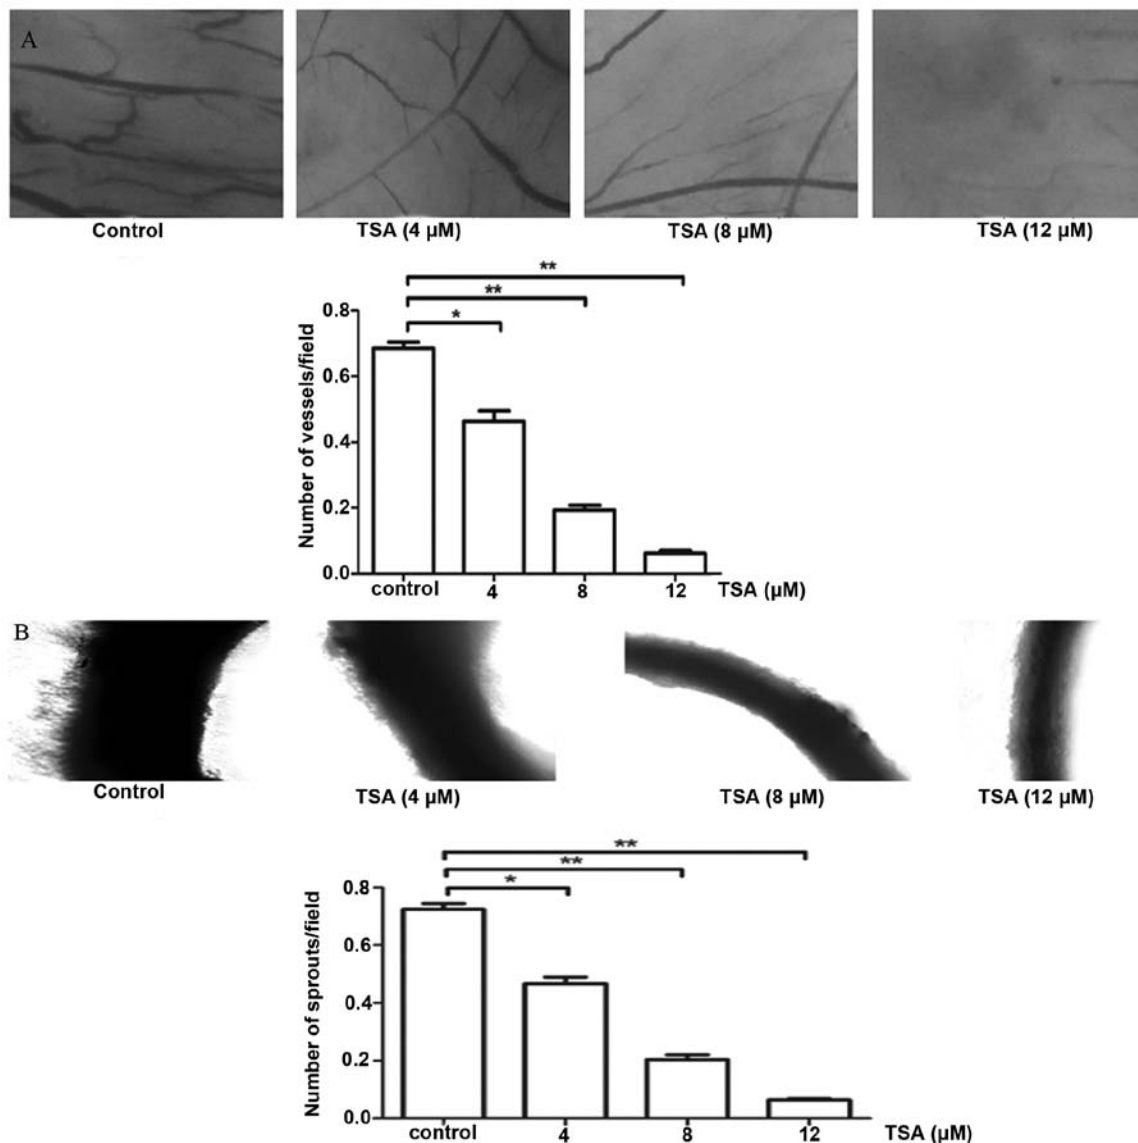 A
Control TSA (4 µM) TSA (8 µM) TSA (12 µM)
**
**
*
Number of vessels/field
0.8
0.6
0.4
0.2
0.0
control 4 8 12 TSA (µM)
B
Control TSA (4 µM) TSA (8 µM) TSA (12 µM)
**
**
*
Number of sprouts/field
0.8
0.6
0.4
0.2
0.0
control 4 8 12 TSA (µM)